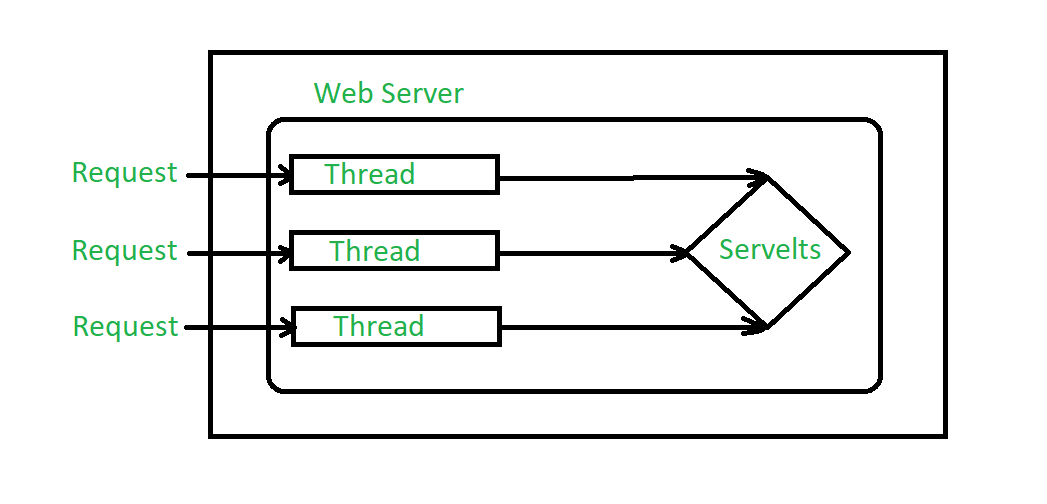 Web Server
Request
Thread
Request
Thread
Servelts
Request
Thread